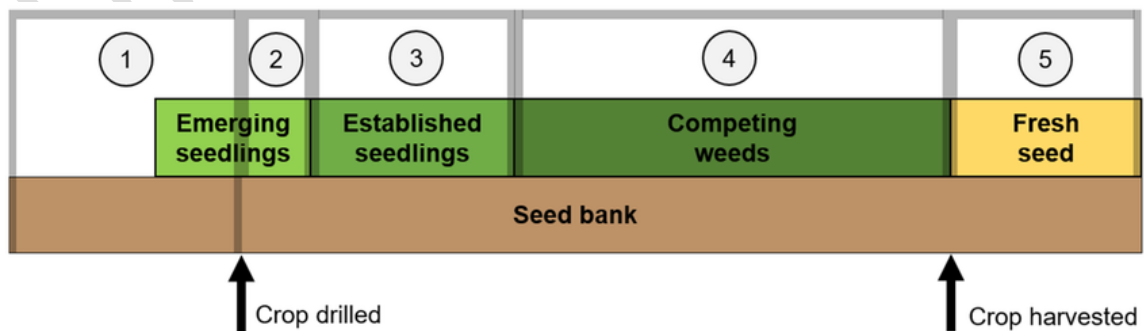 1
2
3
4
5
Emerging
seedlings
Established
seedlings
Competing
weeds
Fresh
seed
Seed bank
Crop drilled
Crop harvested